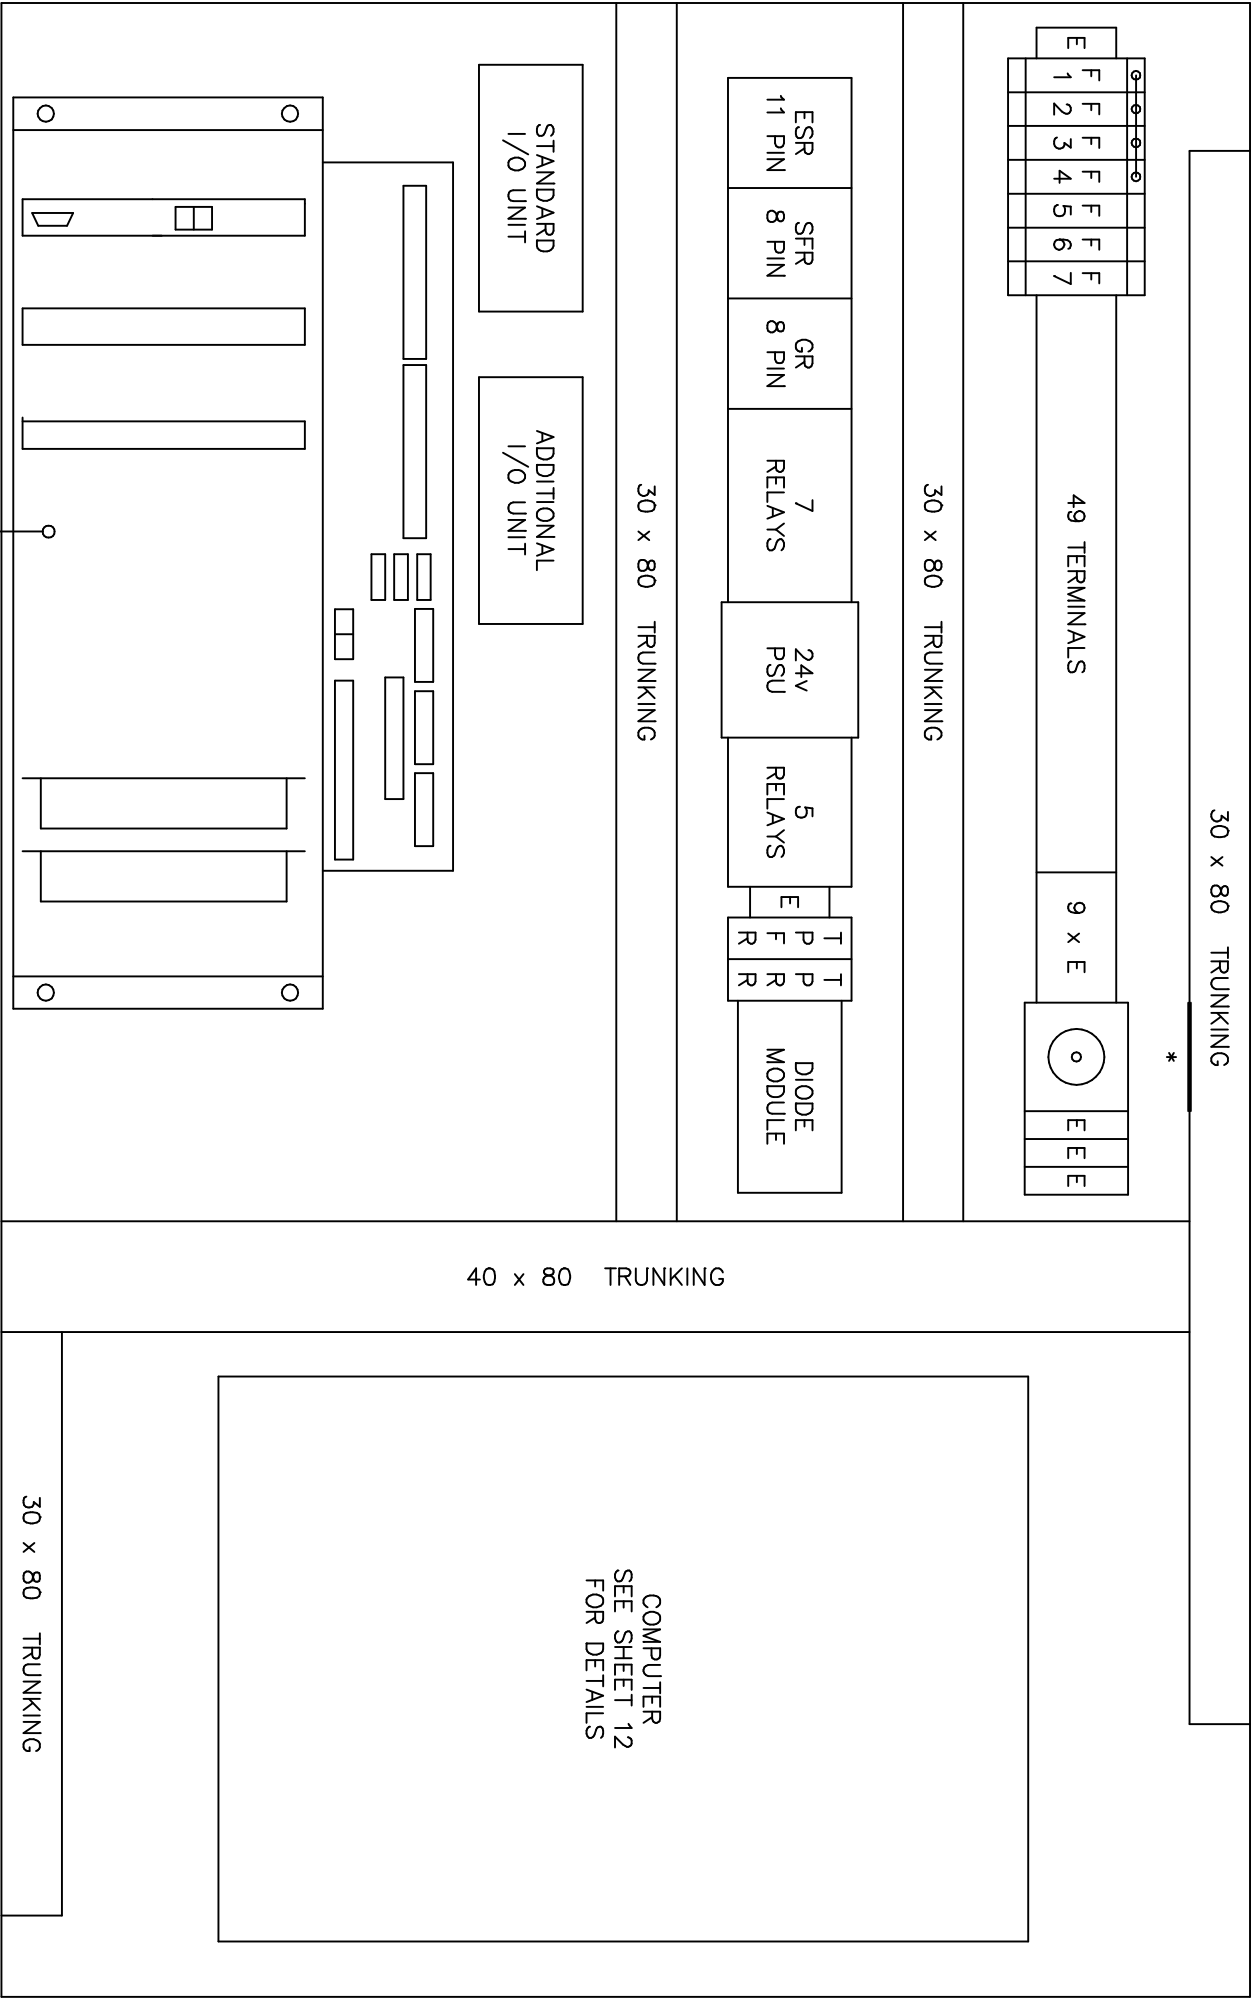 30 x 80 TRUNKING
*
E
F F F F F F F
1 2 3 4 5 6 7
49 TERMINALS
9 x E
E E E
30 x 80 TRUNKING
ESR
11 PIN
SFR
8 PIN
GR
8 PIN
7
RELAYS
24v
PSU
5
RELAYS
E
T T
P P
F R
R R
DIODE
MODULE
30 x 80 TRUNKING
STANDARD
I/O UNIT
ADDITIONAL
I/O UNIT
40 x 80 TRUNKING
COMPUTER
SEE SHEET 12
FOR DETAILS
30 x 80 TRUNKING